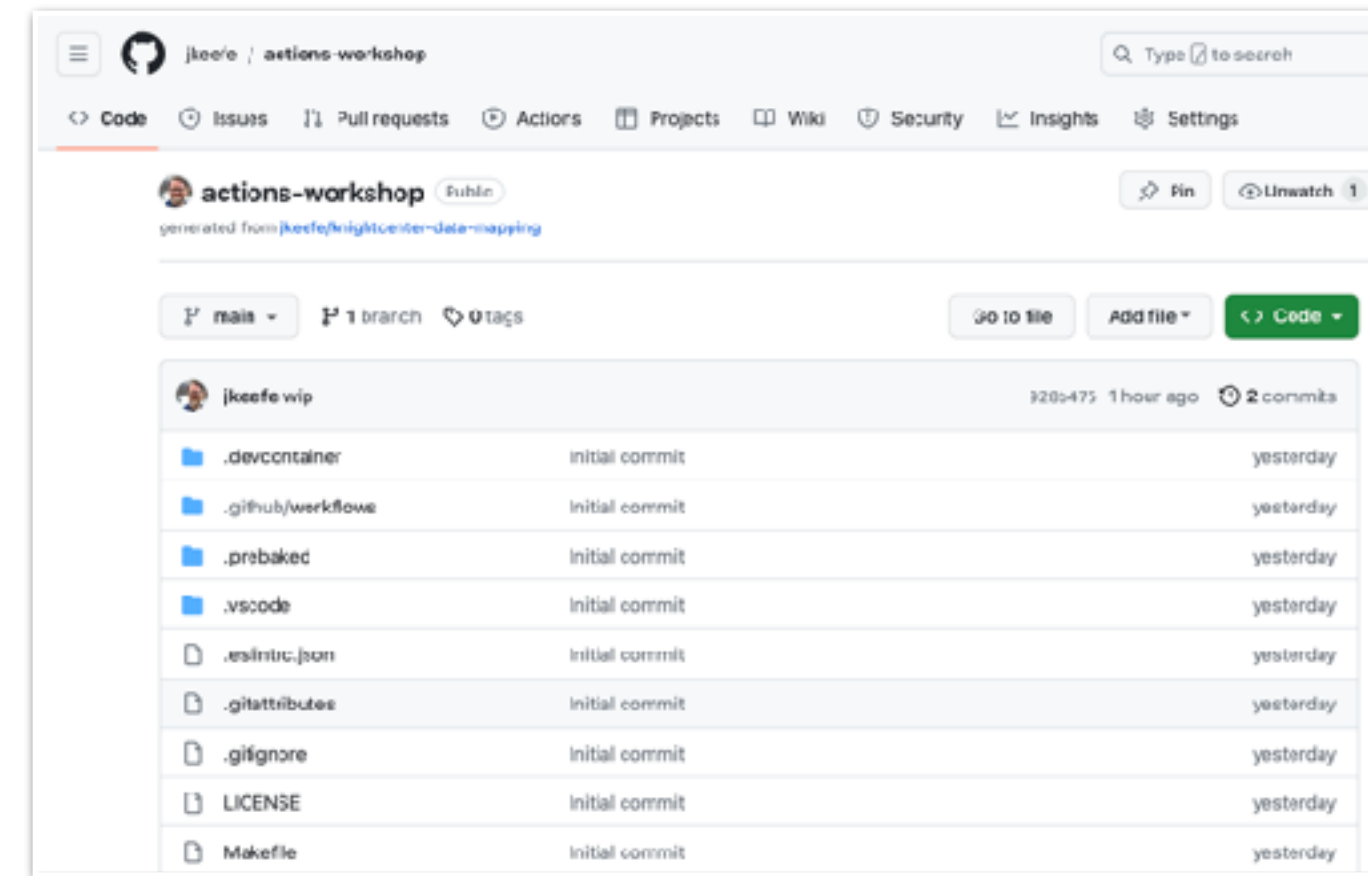 jkeefe / actions-workshop Type / to search
Code Issues Pull requests Actions Projects Wiki Security Insights Settings
actions-workshop Public Pin Unwatch 1
generated from jkeefe/knightcenter-data-mapping
main 1 branch 0 tags Go to file Add file Code
jkeefe wip 1 hour ago 2 commits
.devcontainer Initial commit yesterday
.github/workflows Initial commit yesterday
.prebaked Initial commit yesterday
.vscode Initial commit yesterday
.eslintrc.json Initial commit yesterday
.gitattributes Initial commit yesterday
.gitignore Initial commit yesterday
LICENSE Initial commit yesterday
Makefile Initial commit yesterday